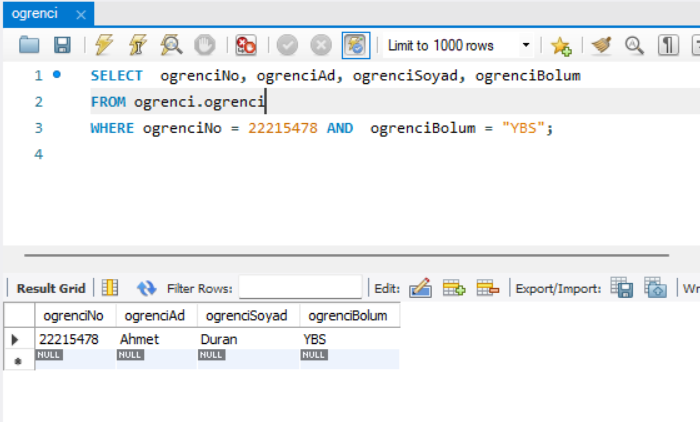 ogrenci
Limit to 1000 rows
1 SELECT ogrenciNo, ogrenciAd, ogrenciSoyad, ogrenciBolum
2 FROM ogrenci.ogrenci
3 WHERE ogrenciNo = 22215478 AND ogrenciBolum = "YBS";
4
Result Grid Filter Rows: Edit: Export/Import: Wr
ogrenciNo ogrenciAd ogrenciSoyad ogrenciBolum
22215478 Ahmet Duran YBS
NULL NULL NULL NULL